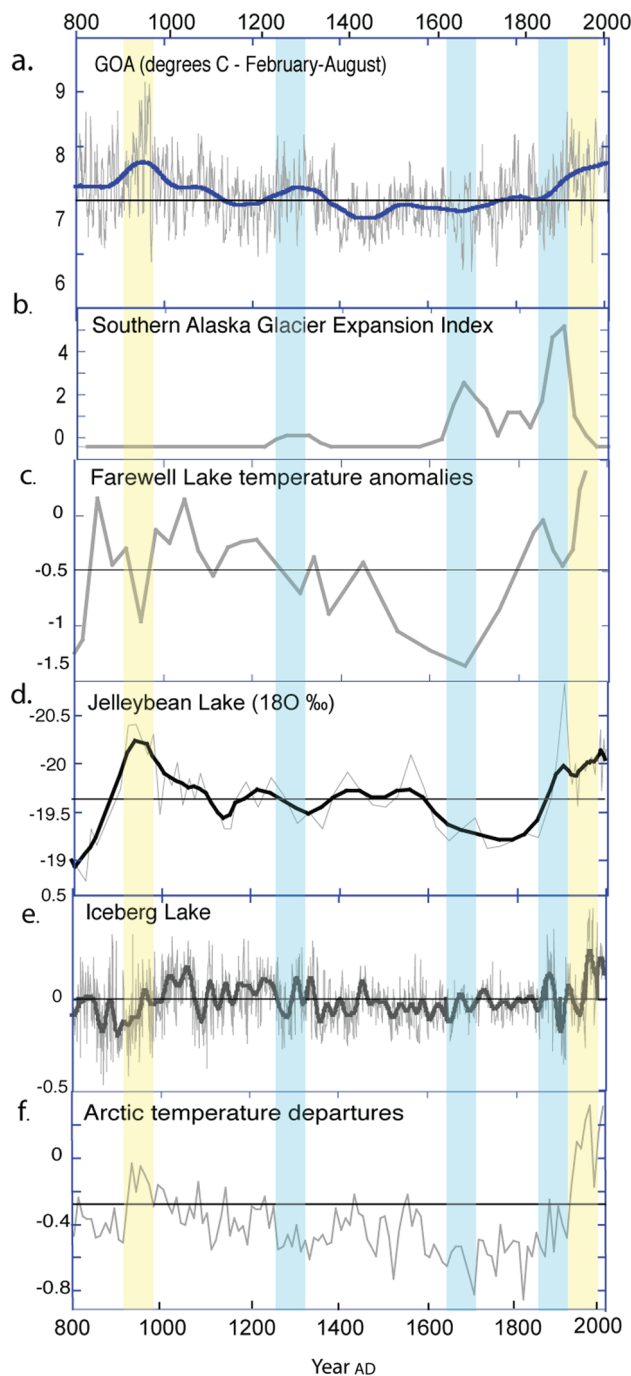 800 1000 1200 1400 1600 1800 2000
a.
GOA (degrees C - February-August)
9
8
7
6
b.
Southern Alaska Glacier Expansion Index
4
2
0
c.
Farewell Lake temperature anomalies
0
-0.5
-1
-1.5
d.
Jelleybean Lake (18O ‰)
-20.5
-20
-19.5
-19
0.5
e.
Iceberg Lake
0
-0.5
f.
Arctic temperature departures
0
-0.4
-0.8
800 1000 1200 1400 1600 1800 2000
Year AD